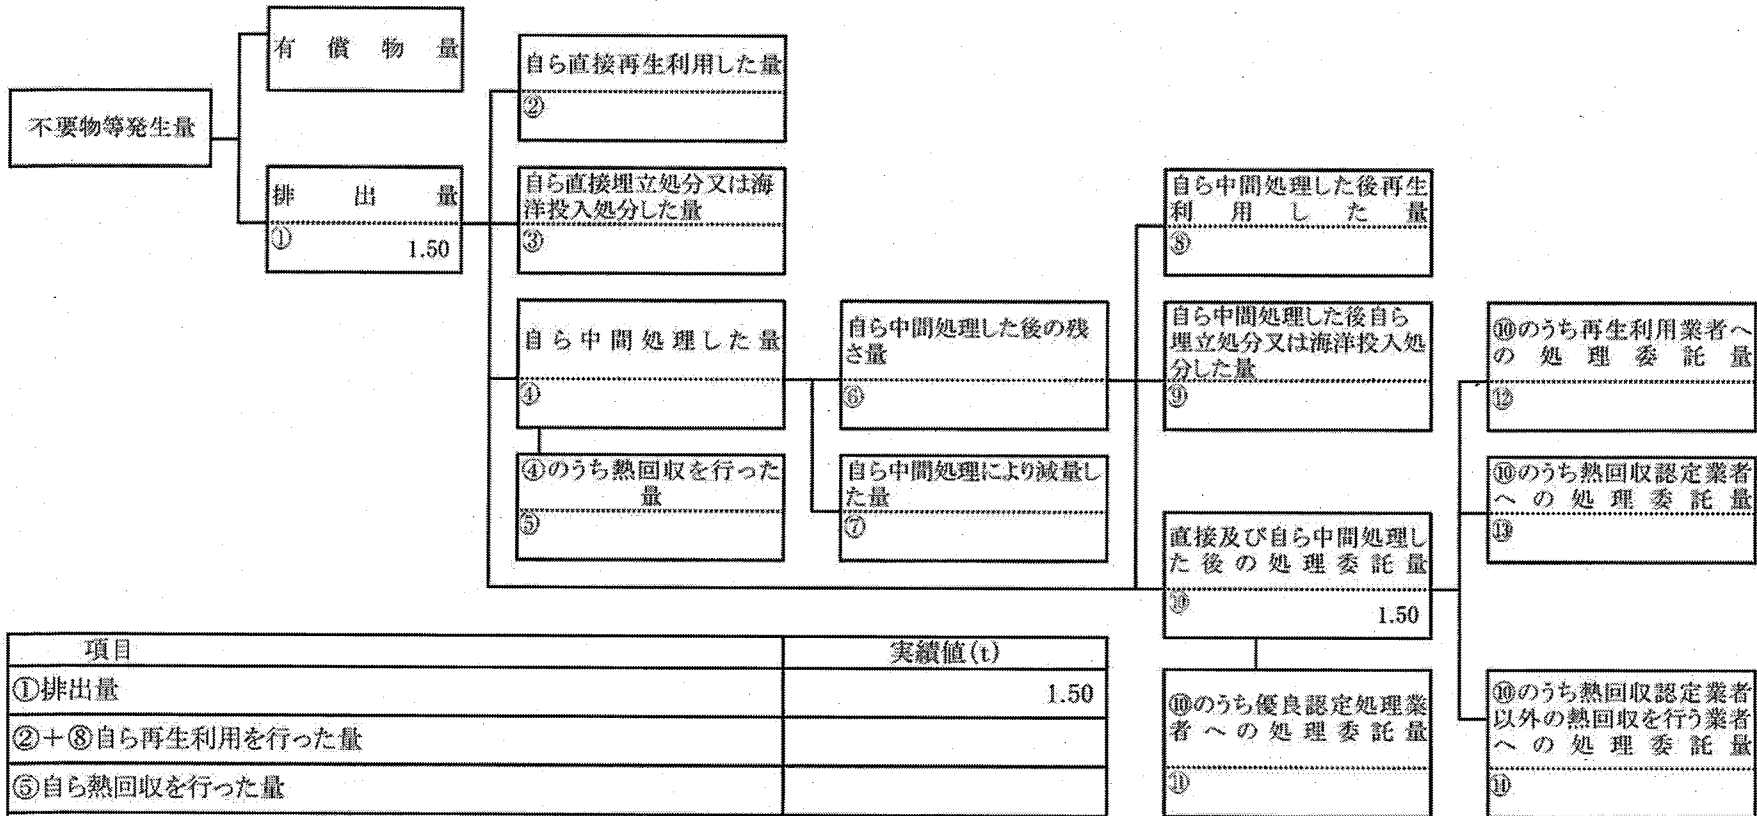 不要物等発生量
有償物量
排出量
① 1.50
自ら直接再生利用した量
②
自ら直接埋立処分又は海
洋投入処分した量
③
自ら中間処理した量
④
④のうち熱回収を行った
量
⑤
自ら中間処理した後の残
さ量
⑥
自ら中間処理により減量し
た量
⑦
自ら中間処理した後再生
利用した量
⑧
自ら中間処理した後自ら
埋立処分又は海洋投入処
分した量
⑨
直接及び自ら中間処理し
た後の処理委託量
⑩ 1.50
⑩のうち優良認定処理業
者への処理委託量
⑪
⑩のうち再生利用業者へ
の処理委託量
⑫
⑩のうち熱回収認定業者
への処理委託量
⑬
⑩のうち熱回収認定業者
以外の熱回収を行う業者
への処理委託量
⑭
項目 実績値(t)
①排出量 1.50
②+⑧自ら再生利用を行った量
⑤自ら熱回収を行った量